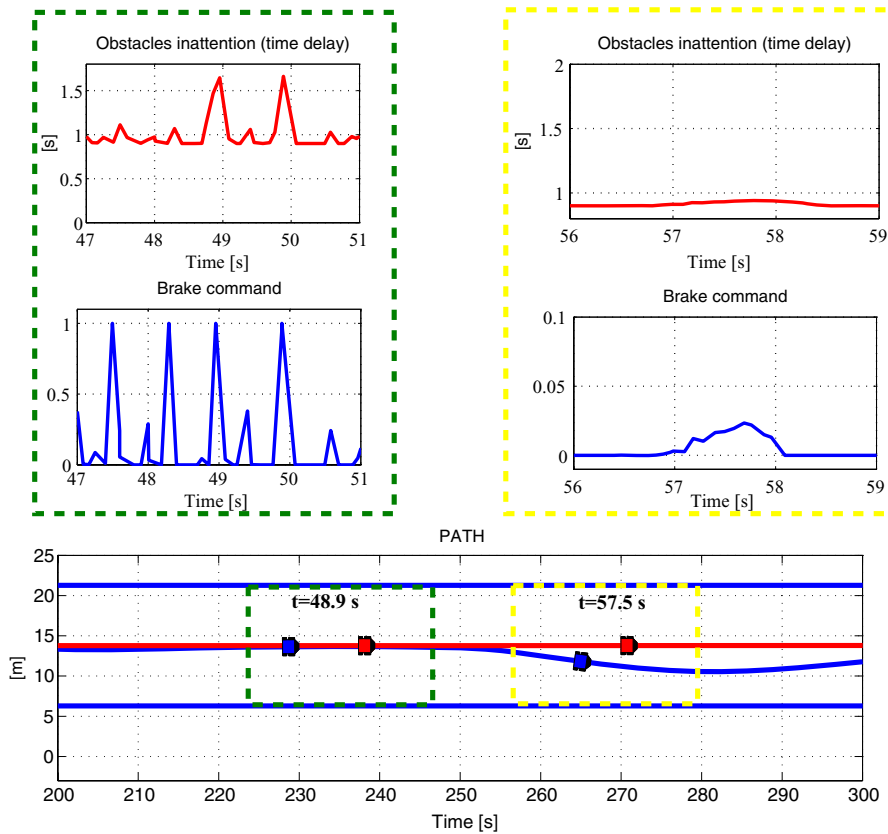 Obstacles inattention (time delay)
1.5
1
0.5
0
[s]
47 48 49 50 51
Time [s]
Brake command
1
0.5
0
47 48 49 50 51
Time [s]
Obstacles inattention (time delay)
2
1.5
1
[s]
56 57 58 59
Time [s]
Brake command
0.1
0.05
0
56 57 58 59
Time [s]
PATH
25
20
15
10
5
0
[m]
t=48.9 s
t=57.5 s
200 210 220 230 240 250 260 270 280 290 300
Time [s]